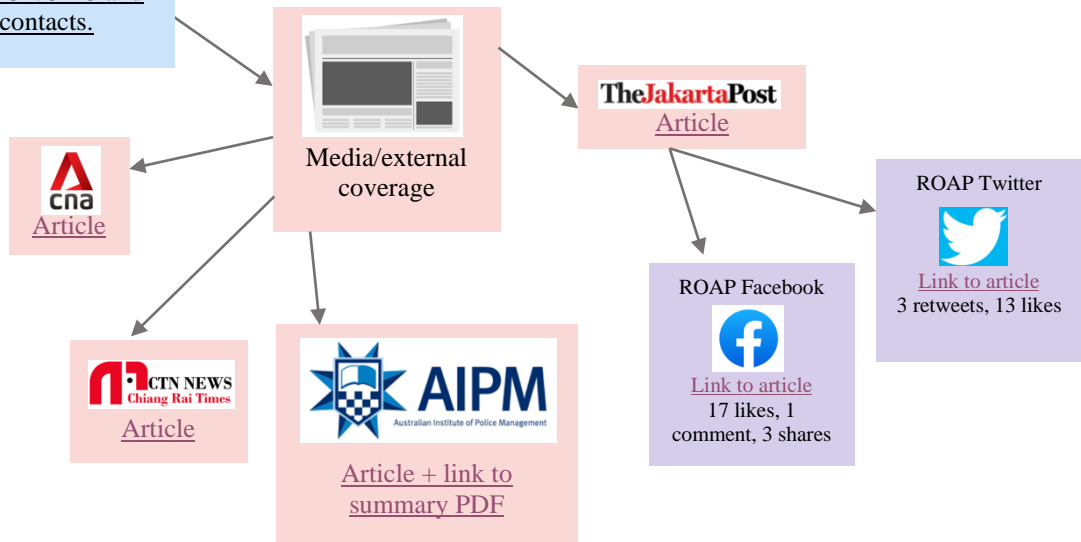 contacts.
Media/external
coverage
TheJakartaPost
Article
cna
Article
ROAP Twitter
Link to article
3 retweets, 13 likes
ROAP Facebook
Link to article
17 likes, 1
comment, 3 shares
CTN NEWS
Chiang Rai Times
Article
AIPM
Australian Institute of Police Management
Article + link to
summary PDF